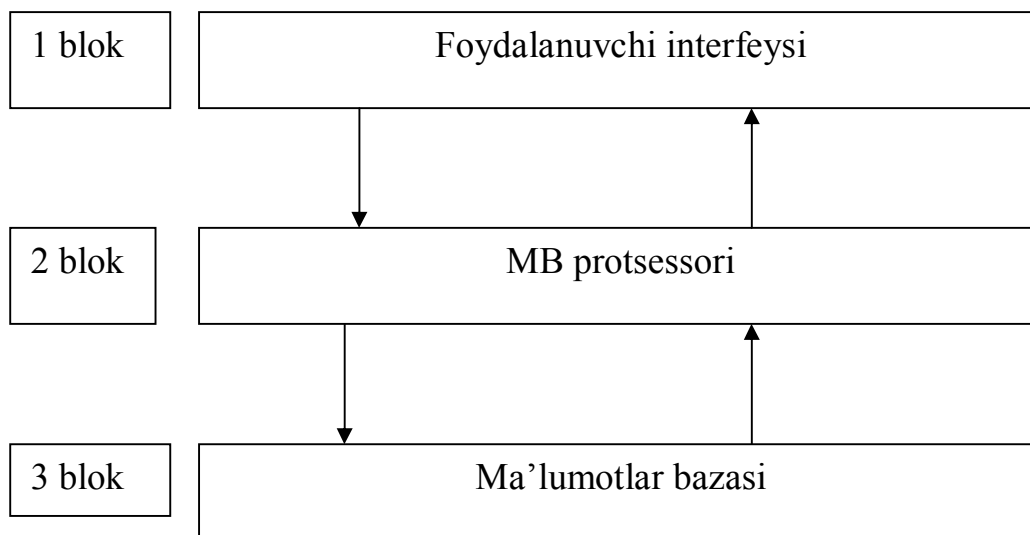 1 blok
Foydalanuvchi interfeysi
2 blok
MB protsessori
3 blok
Ma’lumotlar bazasi